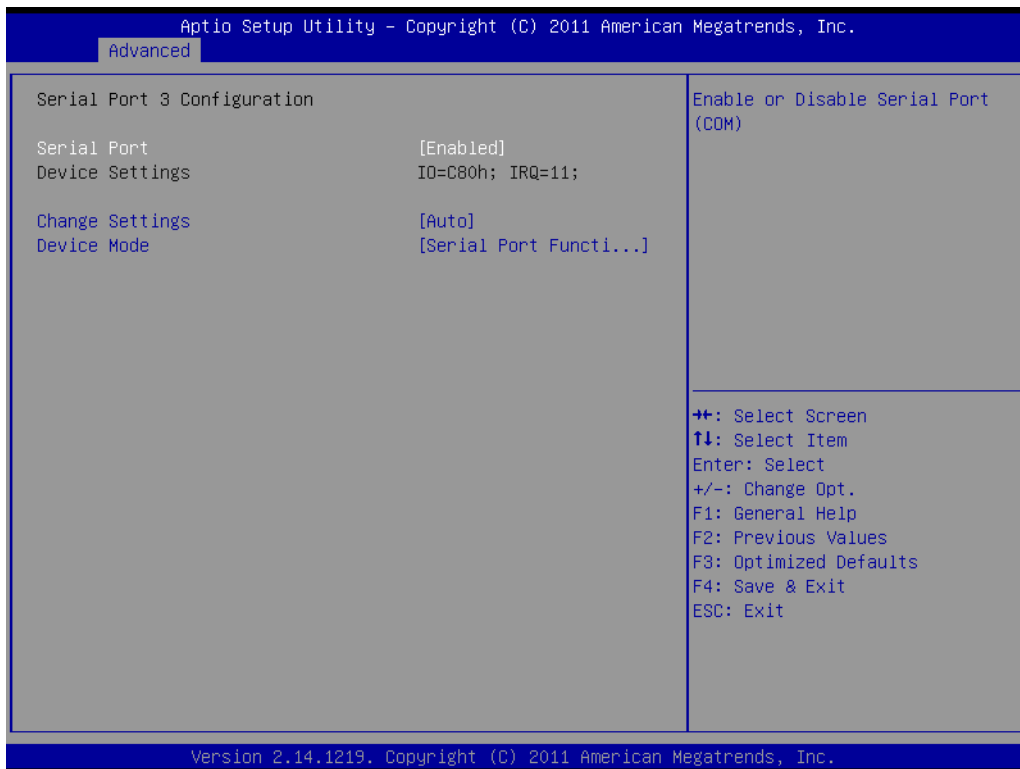 Aptio Setup Utility – Copyright (C) 2011 American Megatrends, Inc.
Advanced
Serial Port 3 Configuration
Serial Port [Enabled]
Device Settings IO=C80h; IRQ=11;
Change Settings [Auto]
Device Mode [Serial Port Functi...]
Enable or Disable Serial Port
(COM)
→←: Select Screen
↑↓: Select Item
Enter: Select
+/-: Change Opt.
F1: General Help
F2: Previous Values
F3: Optimized Defaults
F4: Save & Exit
ESC: Exit
Version 2.14.1219. Copyright (C) 2011 American Megatrends, Inc.